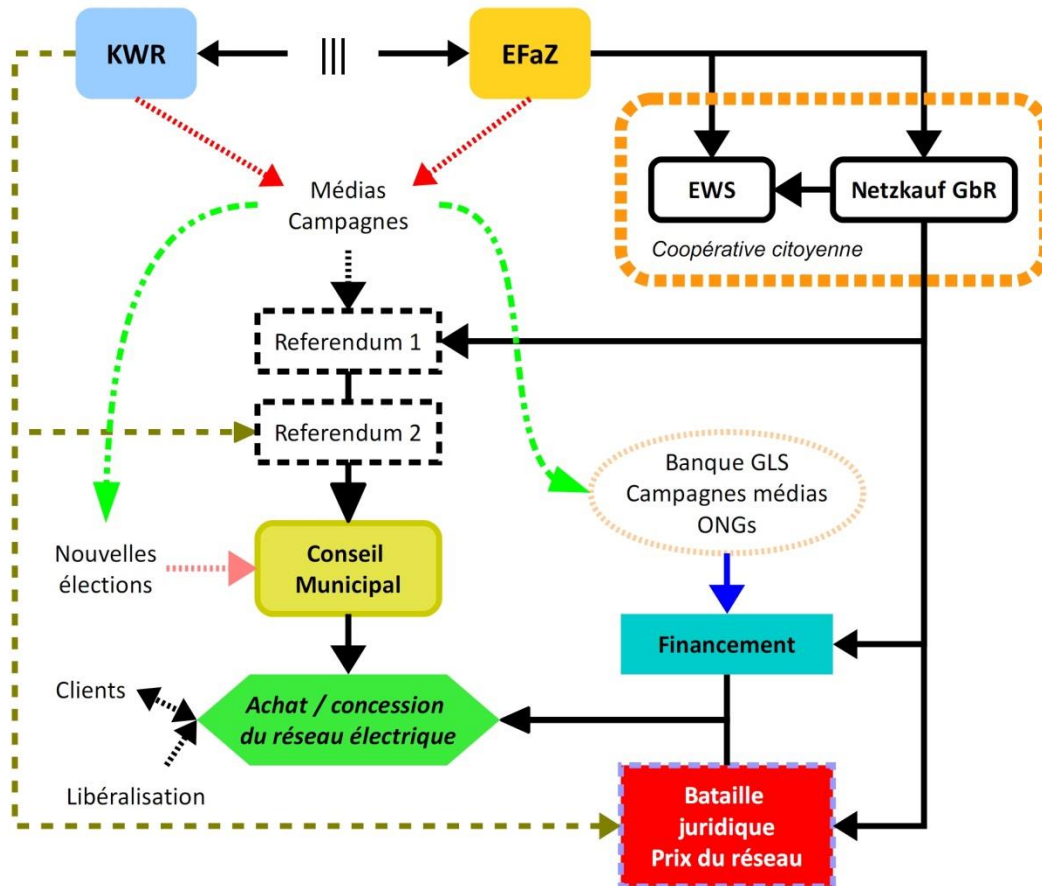 KWR
|||
EFaZ
EWS
Netzkauf GbR
Coopérative citoyenne
Médias
Campagnes
Referendum 1
Referendum 2
Banque GLS
Campagnes médias
ONGs
Nouvelles
élections
Conseil
Municipal
Financement
Clients
Achat / concession
du réseau électrique
Libéralisation
Bataille
juridique
Prix du réseau